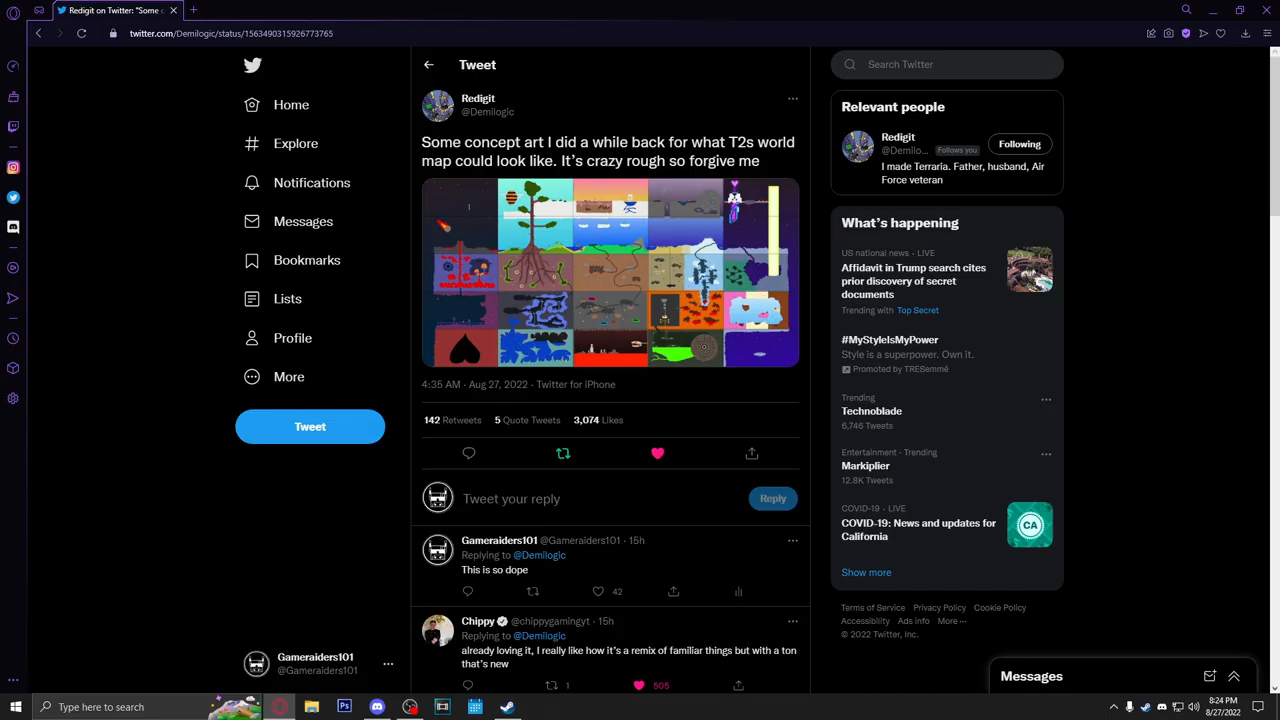 Redigit on Twitter: "Some c
twitter.com/Demilogic/status/1563490315926773765
Home
Explore
Notifications
Messages
Bookmarks
Lists
Profile
More
Tweet
Gameraiders101
@Gameraiders101
Tweet
Redigit
@Demilogic
Some concept art I did a while back for what T2s world
map could look like. It's crazy rough so forgive me
4:35 AM · Aug 27, 2022 · Twitter for iPhone
142 Retweets 5 Quote Tweets 3,074 Likes
Tweet your reply
Reply
Gameraiders101 @Gameraiders101 · 15h
Replying to @Demilogic
This is so dope
42
Chippy @chippygamingyt · 15h
Replying to @Demilogic
already loving it, I really like how it's a remix of familiar things but with a ton
that's new
1 505
Search Twitter
Relevant people
Redigit
@Demilo... Follows you
Following
I made Terraria. Father, husband, Air
Force veteran
What's happening
US national news · LIVE
Affidavit in Trump search cites
prior discovery of secret
documents
Trending with Top Secret
#MyStyleIsMyPower
Style is a superpower. Own it.
Promoted by TRESemmé
Trending
Technoblade
6,746 Tweets
Entertainment · Trending
Markiplier
12.8K Tweets
COVID-19 · LIVE
COVID-19: News and updates for
California
CA
Show more
Terms of Service Privacy Policy Cookie Policy
Accessibility Ads info More ···
© 2022 Twitter, Inc.
Messages
Type here to search
Ps
8:24 PM
8/27/2022